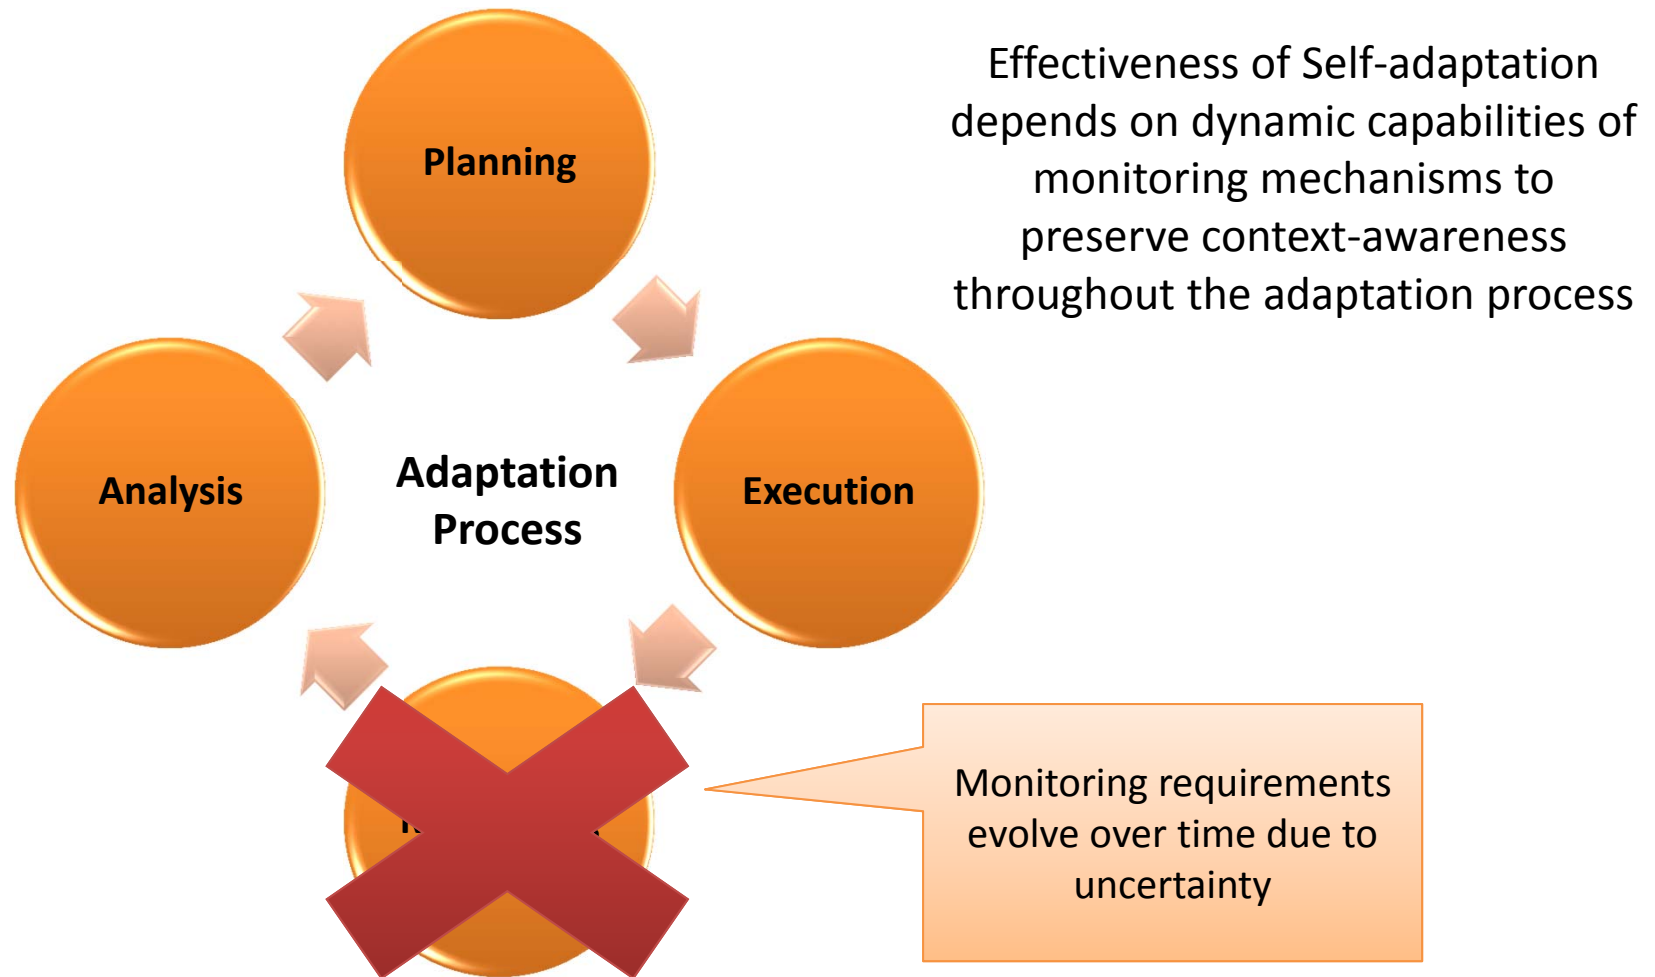 Planning
Effectiveness of Self-adaptation
depends on dynamic capabilities of
monitoring mechanisms to
preserve context-awareness
throughout the adaptation process
Analysis
Adaptation
Process
Execution
Monitoring requirements
evolve over time due to
uncertainty